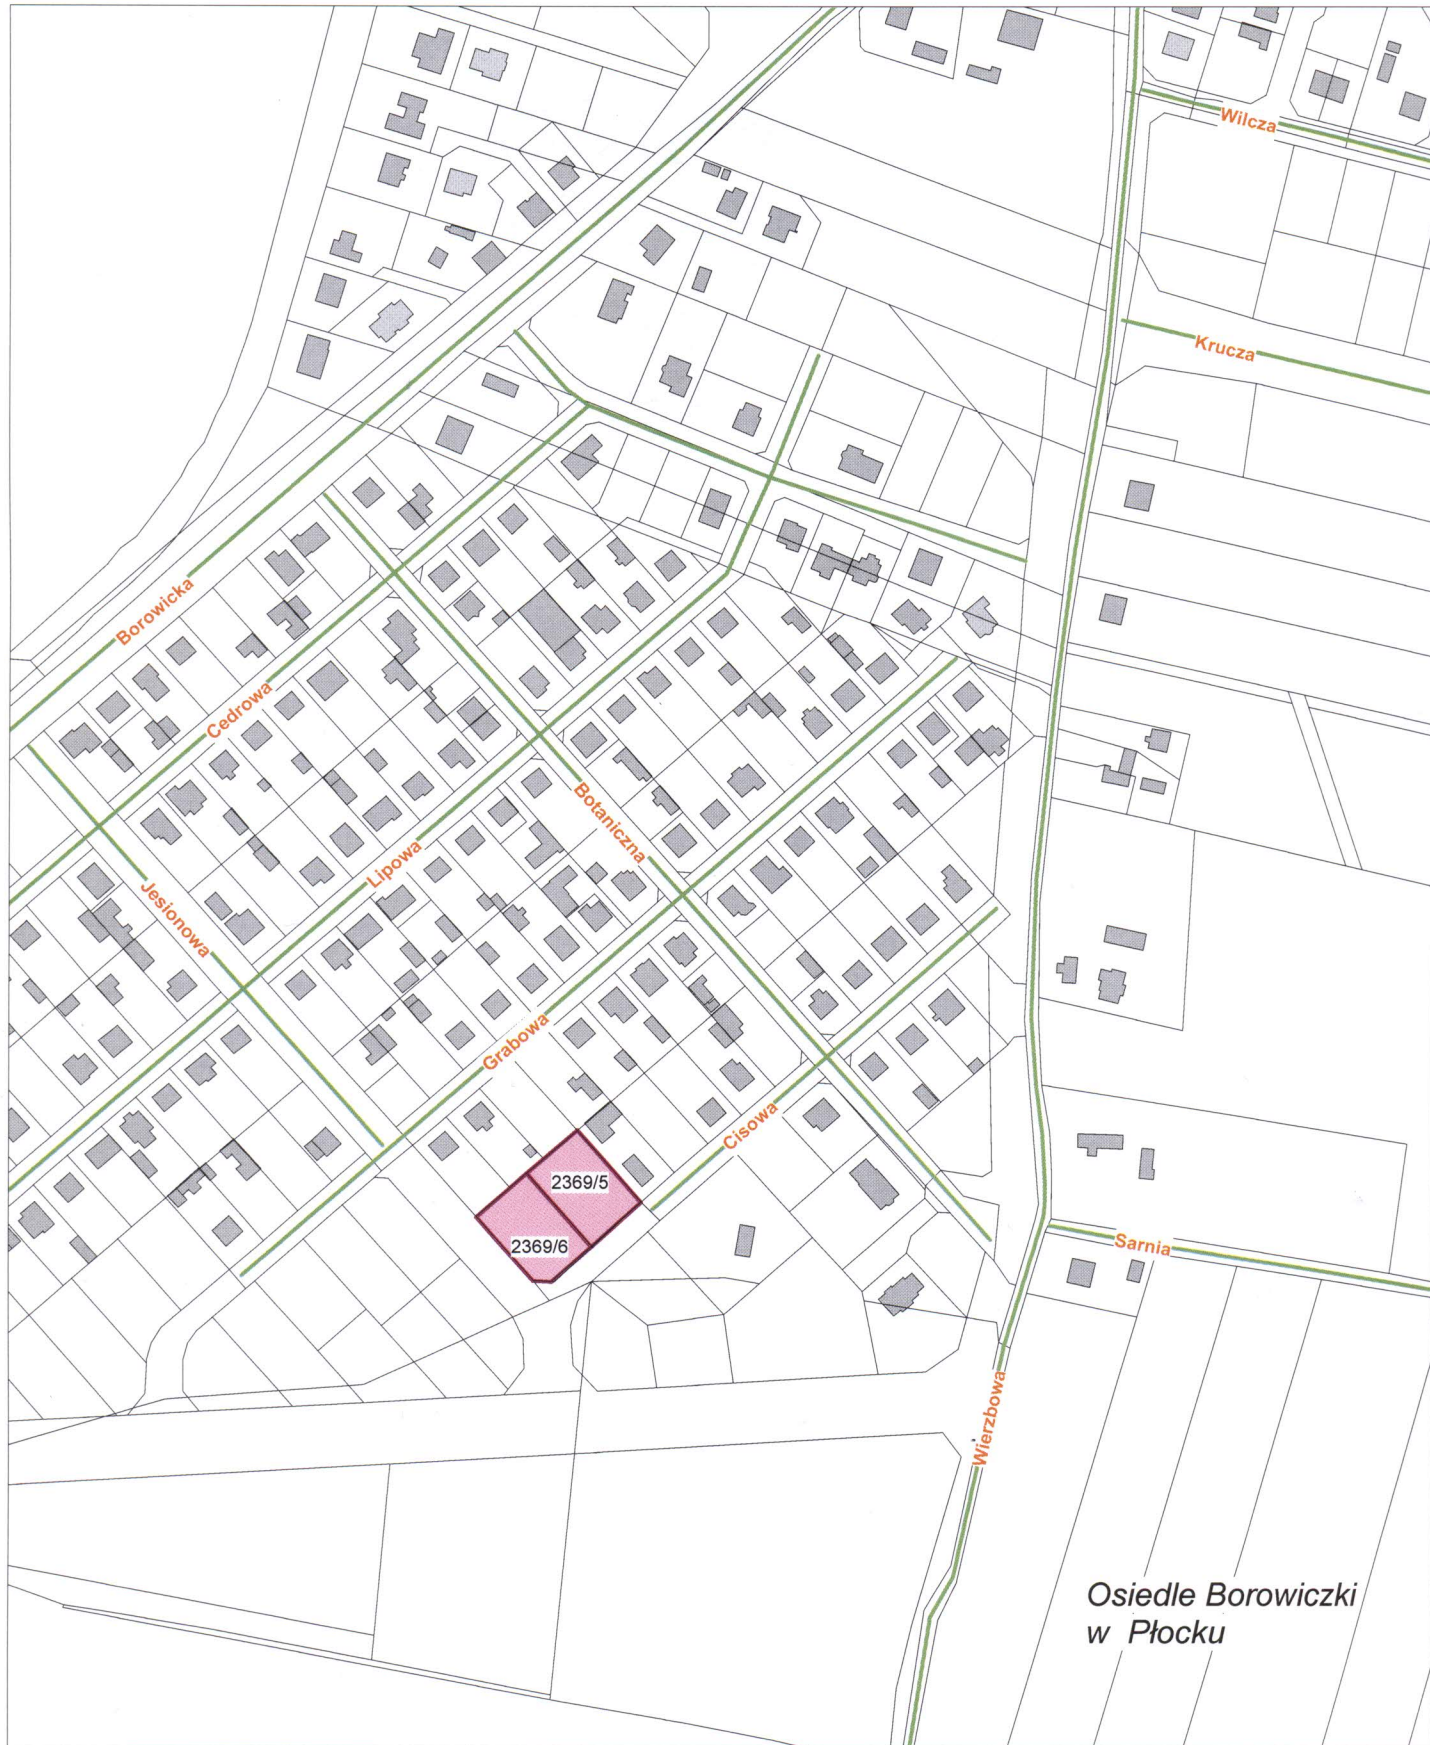 Wilcza
Krucza
Borowicka
Cedrowa
Botaniczna
Lipowa
Jesionowa
Grabowa
Cisowa
2369/5
2369/6
Sarnia
Wierzbowa
Osiedle Borowiczki
w Płocku